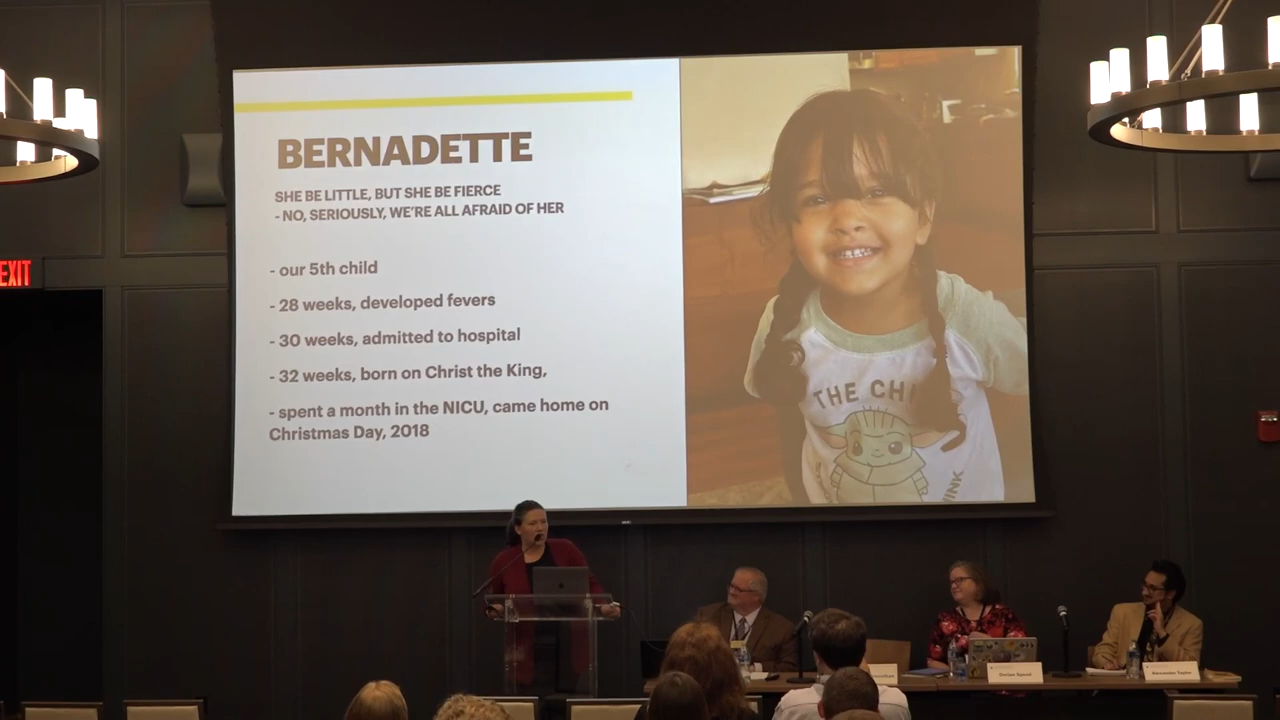 BERNADETTE
SHE BE LITTLE, BUT SHE BE FIERCE
- NO, SERIOUSLY, WE'RE ALL AFRAID OF HER
- our 5th child
- 28 weeks, developed fevers
- 30 weeks, admitted to hospital
- 32 weeks, born on Christ the King,
- spent a month in the NICU, came home on
Christmas Day, 2018
THE CHI
EXIT